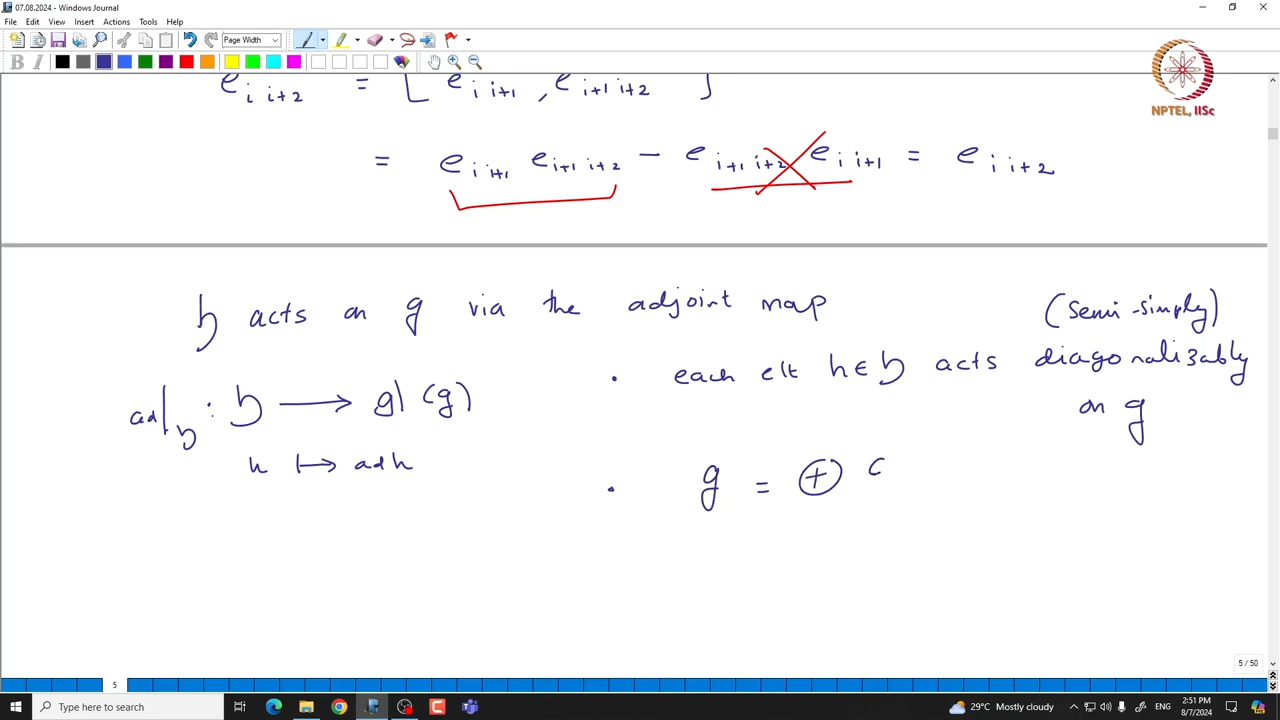 07.08.2024 - Windows Journal
File Edit View Insert Actions Tools Help
Page Width
B I
NPTEL, IISc
e_{i i+2} = [ e_{i i+1} , e_{i+1 i+2} ]
= e_{i i+1} e_{i+1 i+2} − e_{i+1 i+2} e_{i i+1} = e_{i i+2}
𝔥 acts on g via the adjoint map
(semi-simply)
· each elt h ∈ 𝔥 acts diagonalizably
on g
ad|_𝔥 : 𝔥 ⟶ gl (g)
h ⟼ ad h
· g = ⊕
5 / 50
5
Type here to search
29°C Mostly cloudy
2:51 PM
8/7/2024